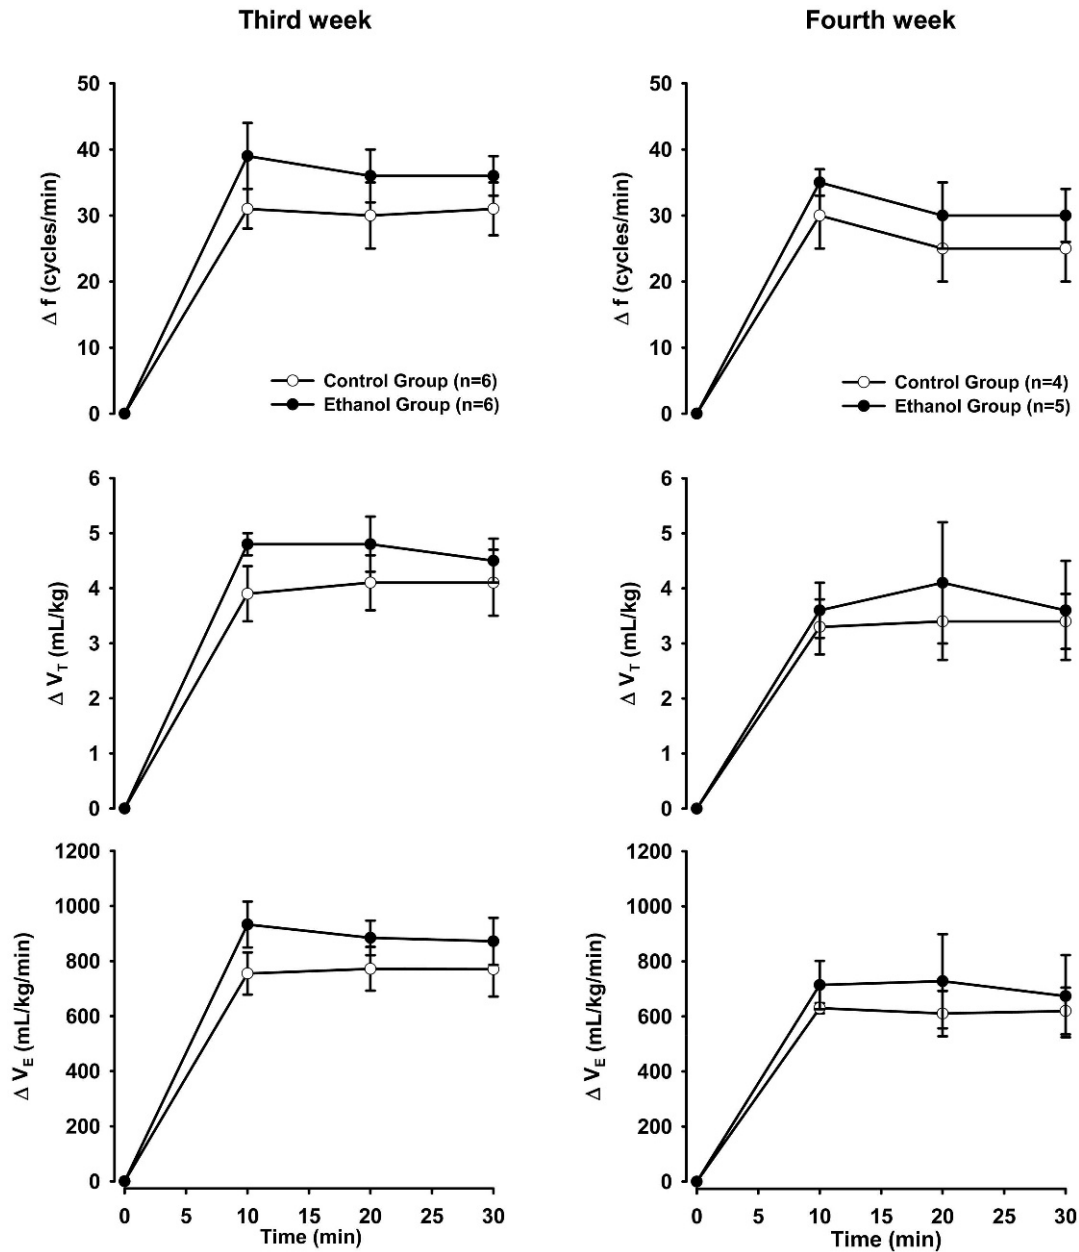 Third week
Fourth week
50
40
30
20
10
0
Δ f (cycles/min)
Control Group (n=6)
Ethanol Group (n=6)
50
40
30
20
10
0
Δ f (cycles/min)
Control Group (n=4)
Ethanol Group (n=5)
6
5
4
3
2
1
0
Δ VT (mL/kg)
6
5
4
3
2
1
0
Δ VT (mL/kg)
1200
1000
800
600
400
200
0
Δ VE (mL/kg/min)
0 5 10 15 20 25 30
Time (min)
1200
1000
800
600
400
200
0
Δ VE (mL/kg/min)
0 5 10 15 20 25 30
Time (min)